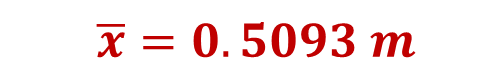 x̅ = 0.5093 m